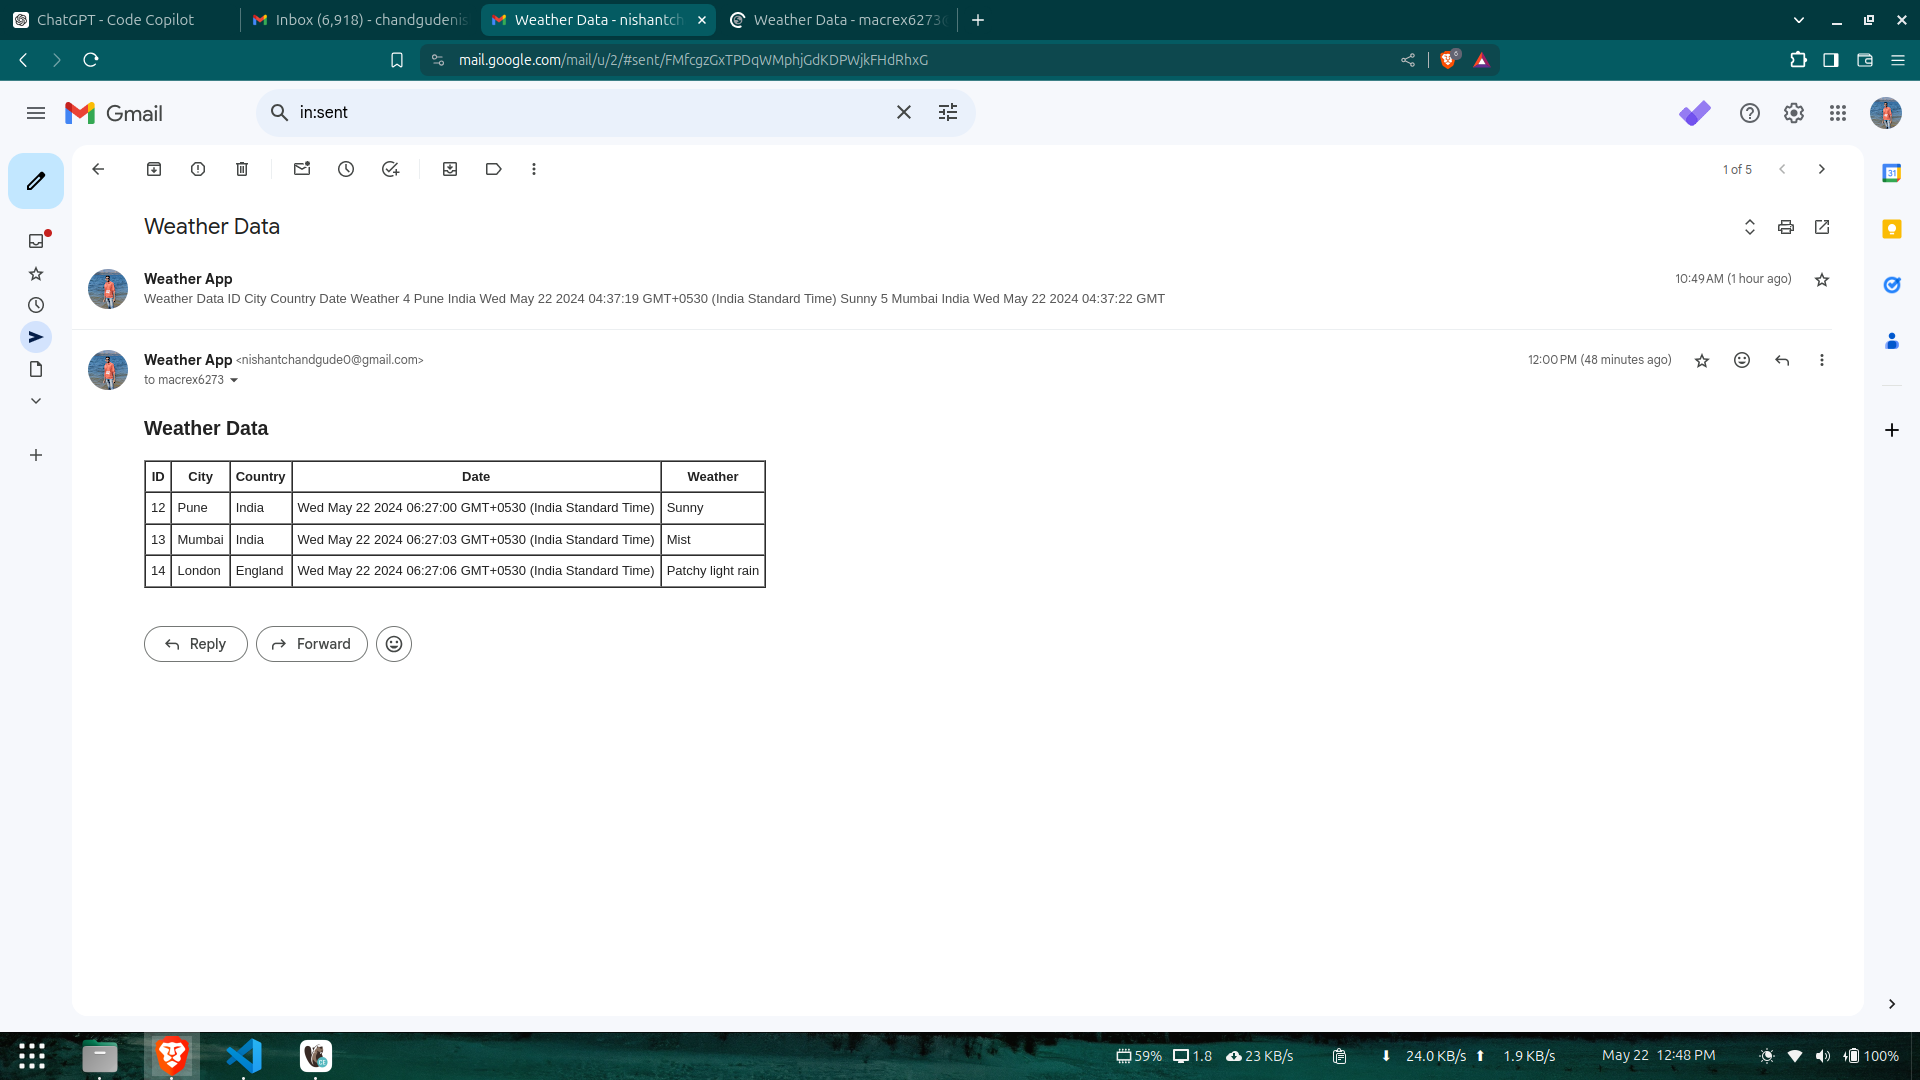 ChatGPT - Code Copilot
Inbox (6,918) - chandgudenis
Weather Data - nishantch
Weather Data - macrex6273@
mail.google.com/mail/u/2/#sent/FMfcgzGxTPDqWMphjGdKDPWjkFHdRhxG
6
Gmail
in:sent
1 of 5
31
Weather Data
Weather App
10:49 AM (1 hour ago)
Weather Data ID City Country Date Weather 4 Pune India Wed May 22 2024 04:37:19 GMT+0530 (India Standard Time) Sunny 5 Mumbai India Wed May 22 2024 04:37:22 GMT
Weather App <nishantchandgude0@gmail.com>
12:00 PM (48 minutes ago)
to macrex6273
Weather Data
ID City Country Date Weather
12 Pune India Wed May 22 2024 06:27:00 GMT+0530 (India Standard Time) Sunny
13 Mumbai India Wed May 22 2024 06:27:03 GMT+0530 (India Standard Time) Mist
14 London England Wed May 22 2024 06:27:06 GMT+0530 (India Standard Time) Patchy light rain
Reply
Forward
59% 1.8 23 KB/s 24.0 KB/s 1.9 KB/s May 22 12:48 PM 100%